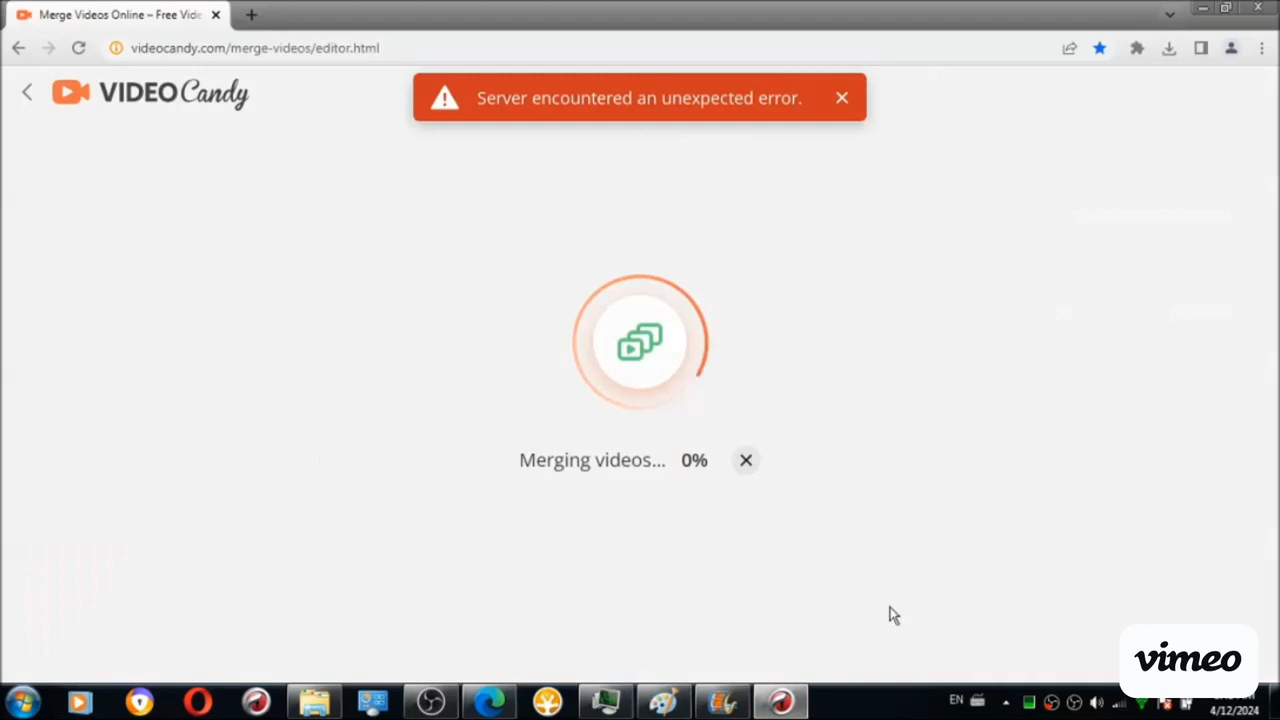 Merge Videos Online – Free Vide
videocandy.com/merge-videos/editor.html
VIDEO Candy
Server encountered an unexpected error.
Merging videos... 0%
vimeo
EN
4/12/2024